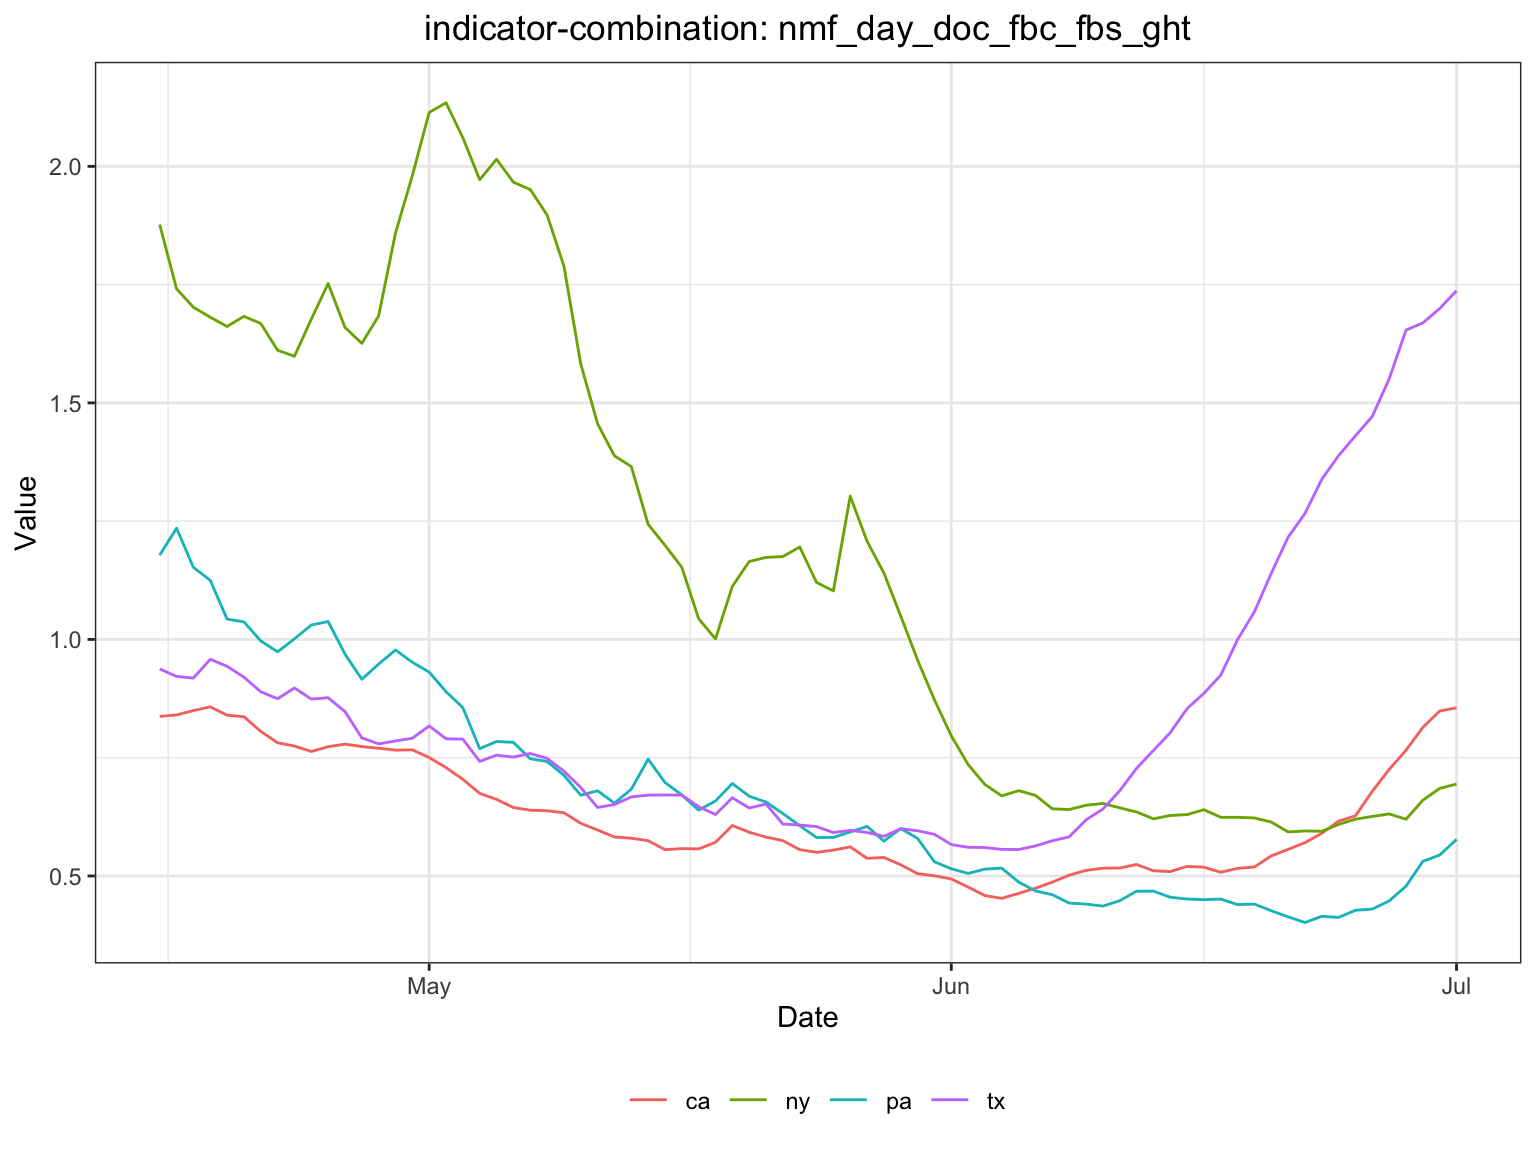 indicator-combination: nmf_day_doc_fbc_fbs_ght
2.0
1.5
1.0
0.5
Value
May Jun Jul
Date
ca ny pa tx